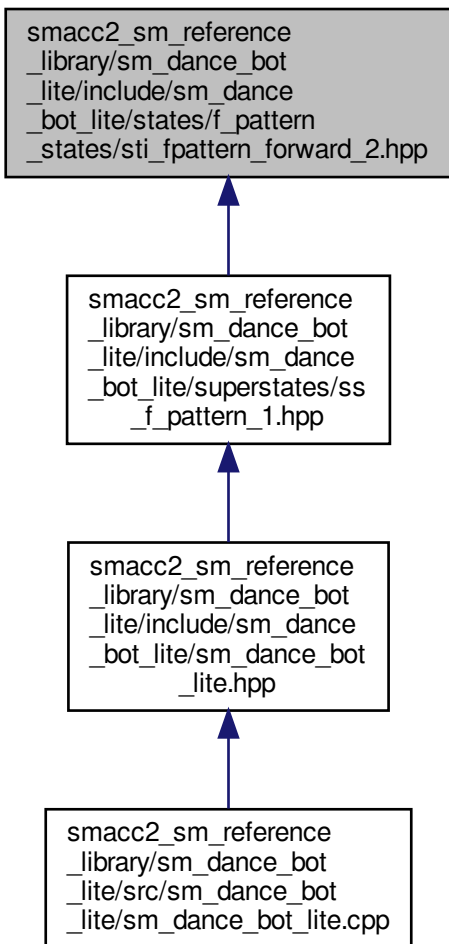 smacc2_sm_reference
_library/sm_dance_bot
_lite/include/sm_dance
_bot_lite/states/f_pattern
_states/sti_fpattern_forward_2.hpp
smacc2_sm_reference
_library/sm_dance_bot
_lite/include/sm_dance
_bot_lite/superstates/ss
_f_pattern_1.hpp
smacc2_sm_reference
_library/sm_dance_bot
_lite/include/sm_dance
_bot_lite/sm_dance_bot
_lite.hpp
smacc2_sm_reference
_library/sm_dance_bot
_lite/src/sm_dance_bot
_lite/sm_dance_bot_lite.cpp